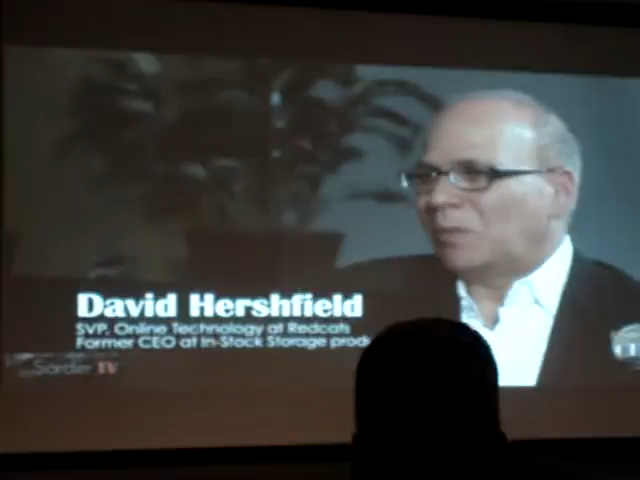 David Hershfield
SVP, Online Technology at Redcats
Former CEO at In-Stock Storage prod
Sarder TV